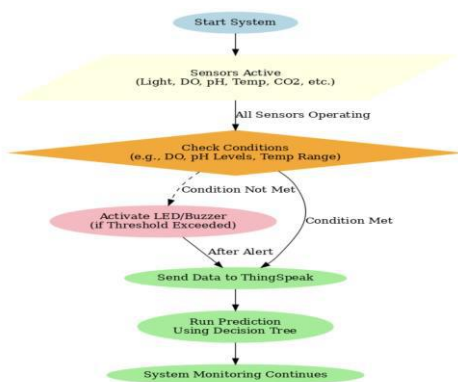 Start System
Sensors Active
(Light, DO, pH, Temp, CO2, etc.)
All Sensors Operating
Check Conditions
(e.g., DO, pH Levels, Temp Range)
Condition Not Met
Activate LED/Buzzer
(if Threshold Exceeded)
Condition Met
After Alert
Send Data to ThingSpeak
Run Prediction
Using Decision Tree
System Monitoring Continues